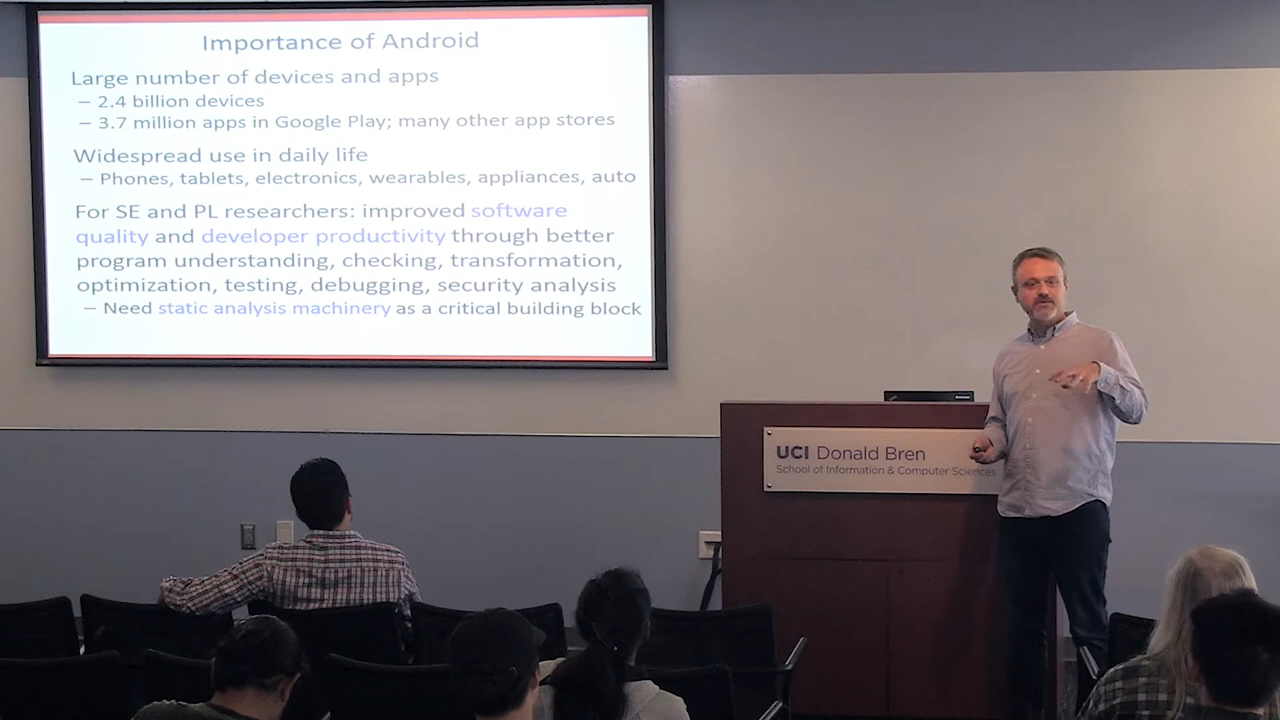 Importance of Android
Large number of devices and apps
– 2.4 billion devices
– 3.7 million apps in Google Play; many other app stores
Widespread use in daily life
– Phones, tablets, electronics, wearables, appliances, auto
For SE and PL researchers: improved software
quality and developer productivity through better
program understanding, checking, transformation,
optimization, testing, debugging, security analysis
– Need static analysis machinery as a critical building block
UCI Donald Bren
School of Information & Computer Sciences